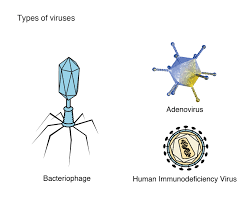 Types of viruses
Adenovirus
Bacteriophage
Human Immunodeficiency Virus